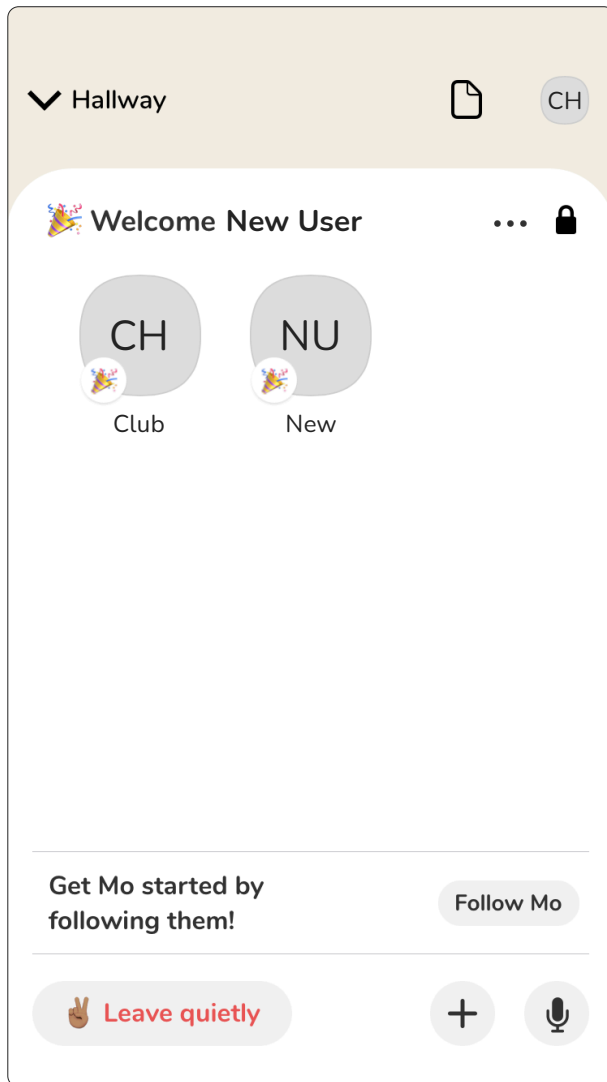 Hallway
CH
Welcome New User
CH
NU
Club
New
Get Mo started by
following them!
Follow Mo
Leave quietly